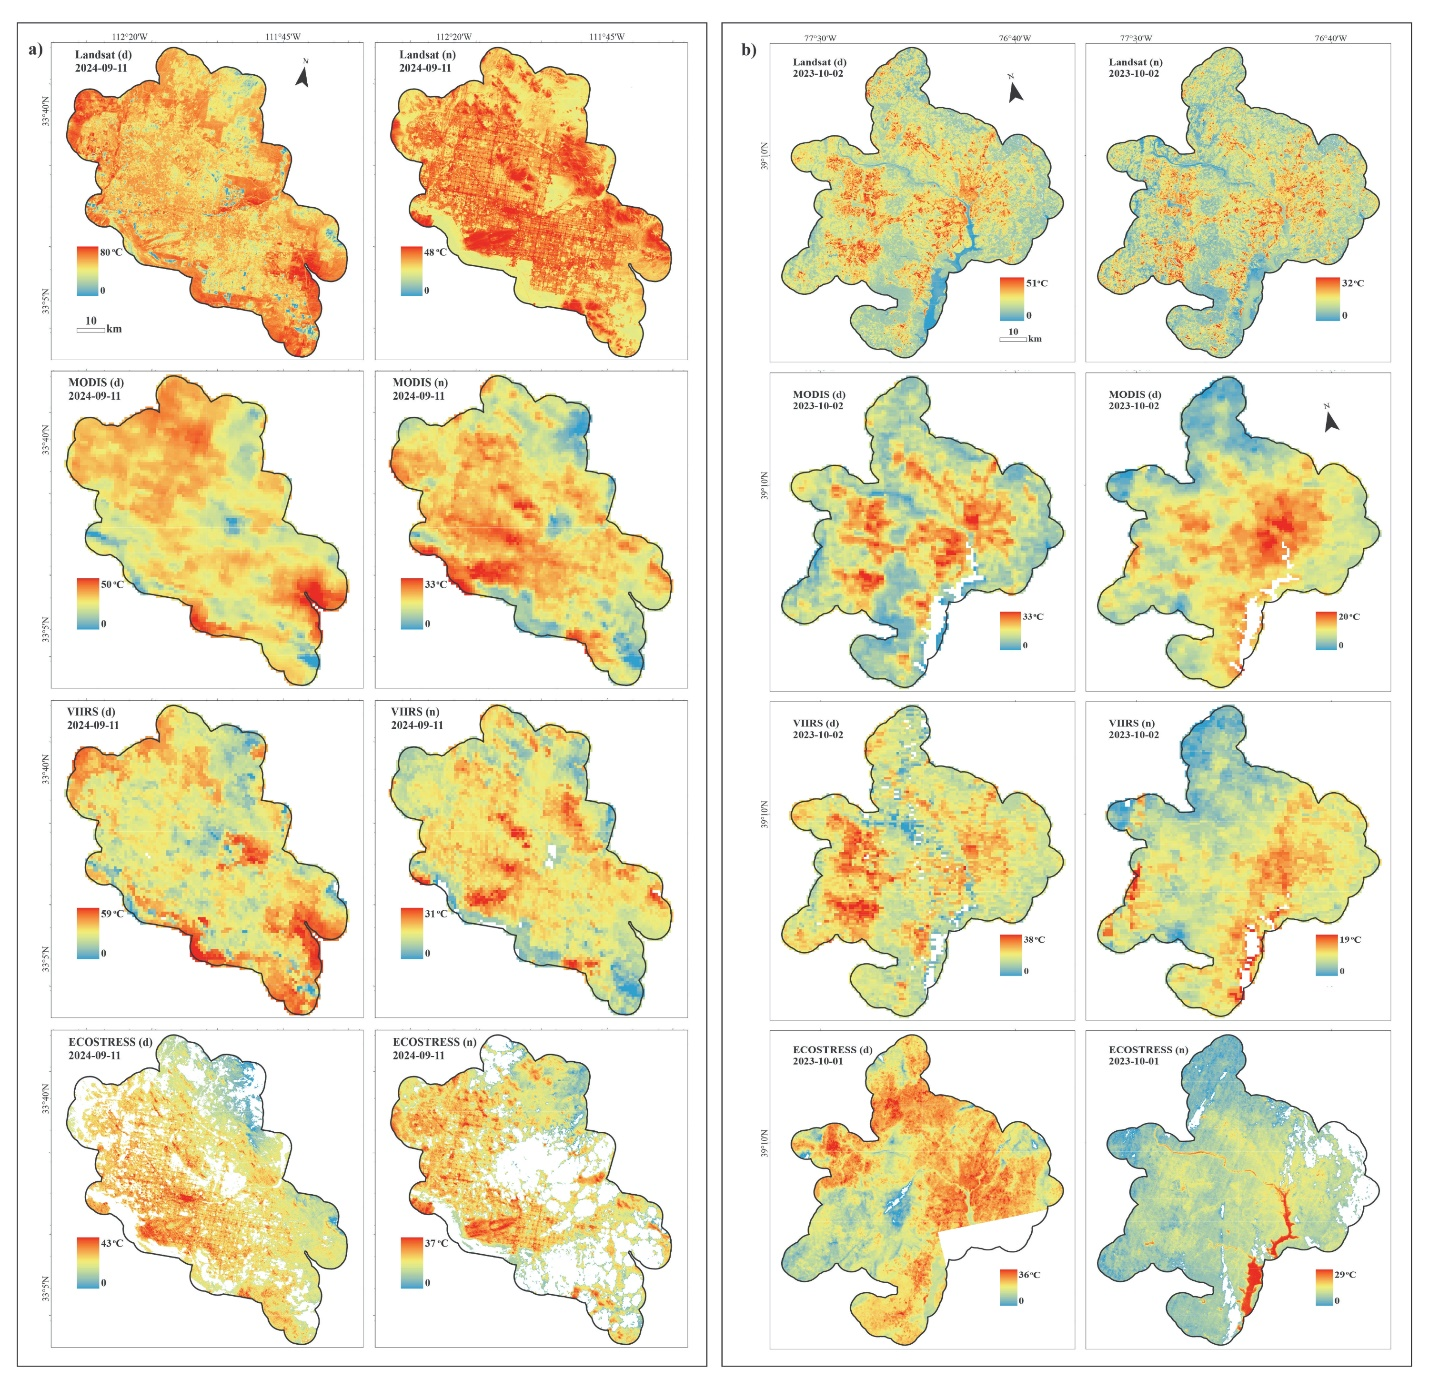 a)
112°20'W 111°45'W 112°20'W 111°45'W
Landsat (d)
2024-09-11
N
33°40'N
33°5'N
80 °C
0
10
km
Landsat (n)
2024-09-11
48 °C
0
MODIS (d)
2024-09-11
33°40'N
33°5'N
50 °C
0
MODIS (n)
2024-09-11
33 °C
0
VIIRS (d)
2024-09-11
33°40'N
33°5'N
59 °C
0
VIIRS (n)
2024-09-11
31 °C
0
ECOSTRESS (d)
2024-09-11
33°40'N
33°5'N
43 °C
0
ECOSTRESS (n)
2024-09-11
37 °C
0
b)
77°30'W 76°40'W 77°30'W 76°40'W
Landsat (d)
2023-10-02
N
39°10'N
51 °C
0
10
km
Landsat (n)
2023-10-02
32 °C
0
MODIS (d)
2023-10-02
39°10'N
33 °C
0
MODIS (d)
2023-10-02
N
20 °C
0
VIIRS (d)
2023-10-02
39°10'N
38 °C
0
VIIRS (n)
2023-10-02
19 °C
0
ECOSTRESS (d)
2023-10-01
39°10'N
36 °C
0
ECOSTRESS (n)
2023-10-01
29 °C
0